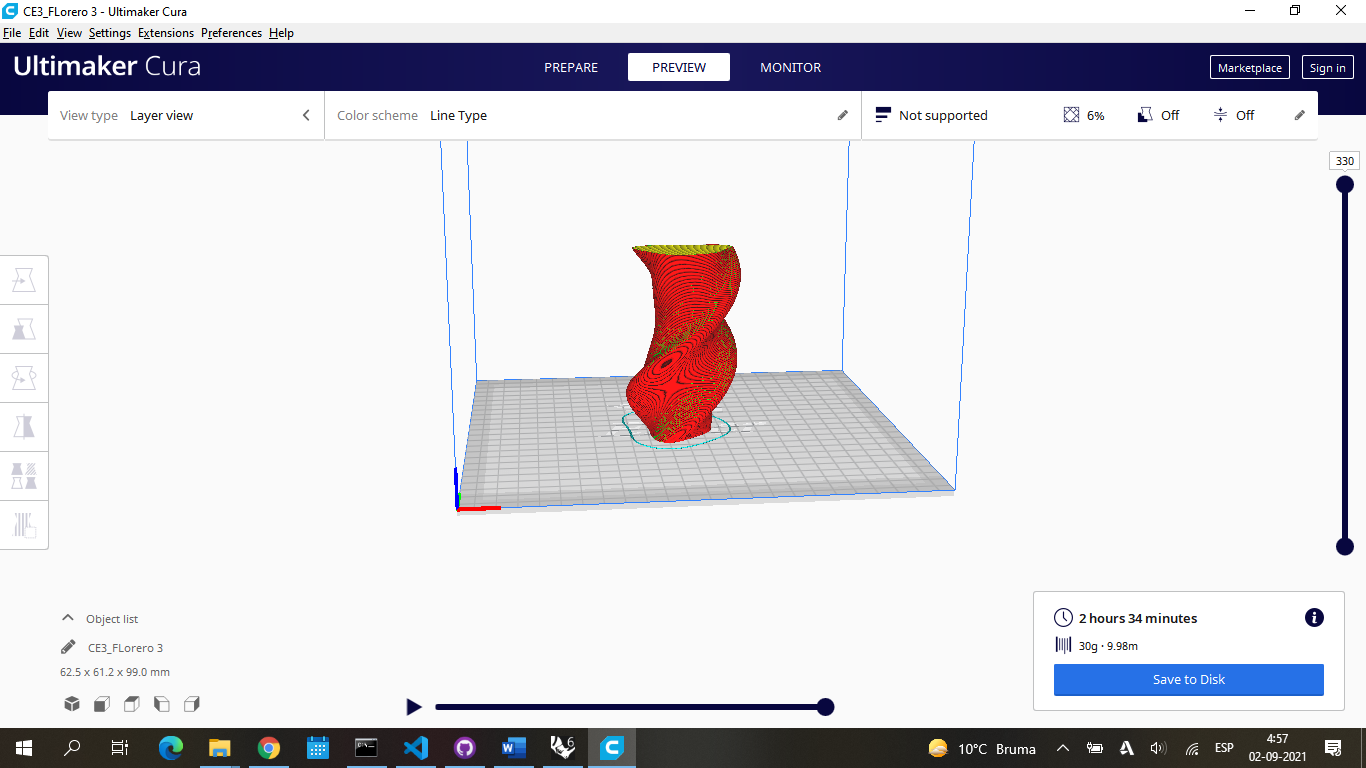 CE3_FLorero 3 - Ultimaker Cura
File Edit View Settings Extensions Preferences Help
Ultimaker Cura
PREPARE PREVIEW MONITOR
Marketplace Sign in
View type Layer view
Color scheme Line Type
Not supported 6% Off Off
330
Object list
CE3_FLorero 3
62.5 x 61.2 x 99.0 mm
2 hours 34 minutes
30g · 9.98m
Save to Disk
10°C Bruma
ESP
4:57
02-09-2021